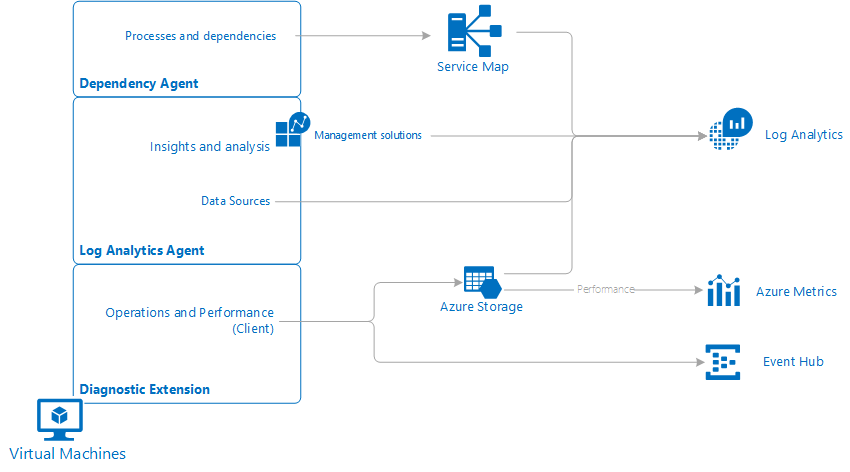 Processes and dependencies
Service Map
Dependency Agent
Management solutions
Log Analytics
Insights and analysis
Data Sources
Log Analytics Agent
Performance
Azure Metrics
Azure Storage
Operations and Performance
(Client)
Event Hub
Diagnostic Extension
Virtual Machines